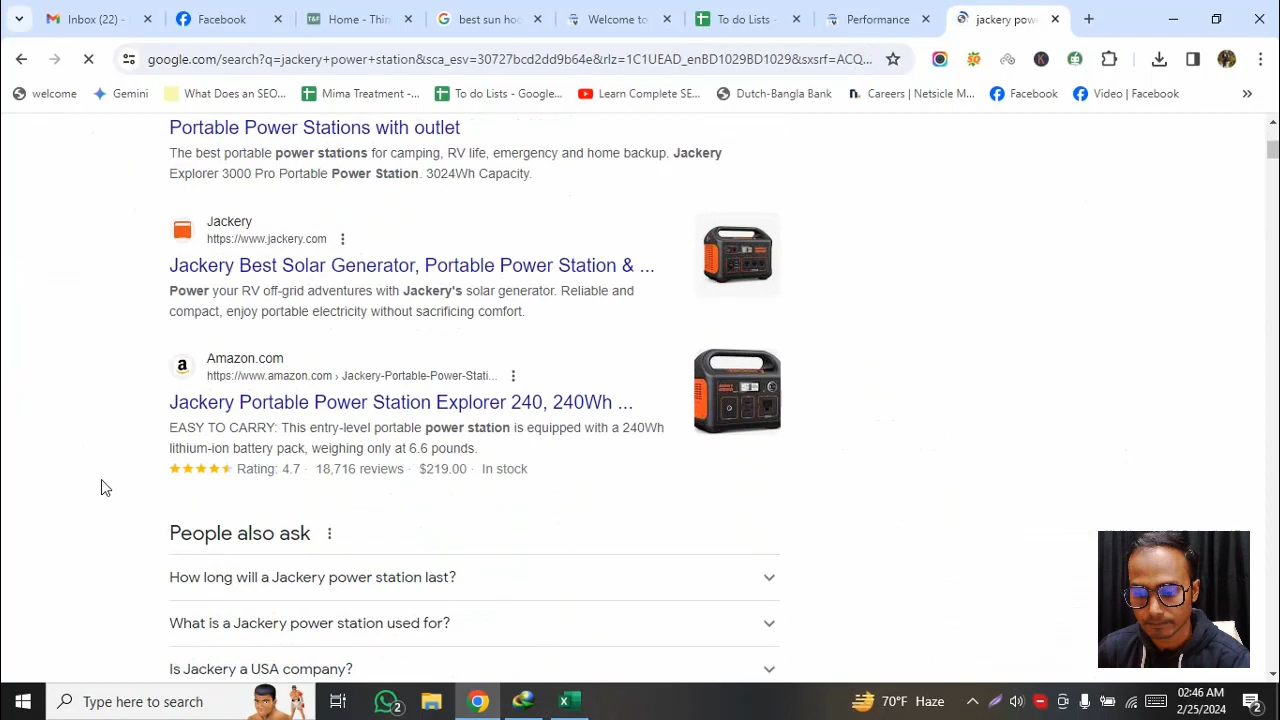 Inbox (22) -
Facebook
Home - Thin
best sun hoo
Welcome to
To do Lists -
Performance
jackery pow
google.com/search?q=jackery+power+station&sca_esv=30727bcd2dd9b64e&rlz=1C1UEAD_enBD1029BD1029&sxsrf=ACQ...
welcome
Gemini
What Does an SEO...
Mima Treatment -...
To do Lists - Google...
Learn Complete SE...
Dutch-Bangla Bank
Careers | Netsicle M...
Facebook
Video | Facebook
Portable Power Stations with outlet
The best portable power stations for camping, RV life, emergency and home backup. Jackery
Explorer 3000 Pro Portable Power Station. 3024Wh Capacity.
Jackery
https://www.jackery.com
Jackery Best Solar Generator, Portable Power Station & ...
Power your RV off-grid adventures with Jackery's solar generator. Reliable and
compact, enjoy portable electricity without sacrificing comfort.
Amazon.com
https://www.amazon.com › Jackery-Portable-Power-Stati...
Jackery Portable Power Station Explorer 240, 240Wh ...
EASY TO CARRY: This entry-level portable power station is equipped with a 240Wh
lithium-ion battery pack, weighing only at 6.6 pounds.
Rating: 4.7 · 18,716 reviews · $219.00 · In stock
People also ask
How long will a Jackery power station last?
What is a Jackery power station used for?
Is Jackery a USA company?
Type here to search
2
70°F Haze
02:46 AM
2/25/2024
2